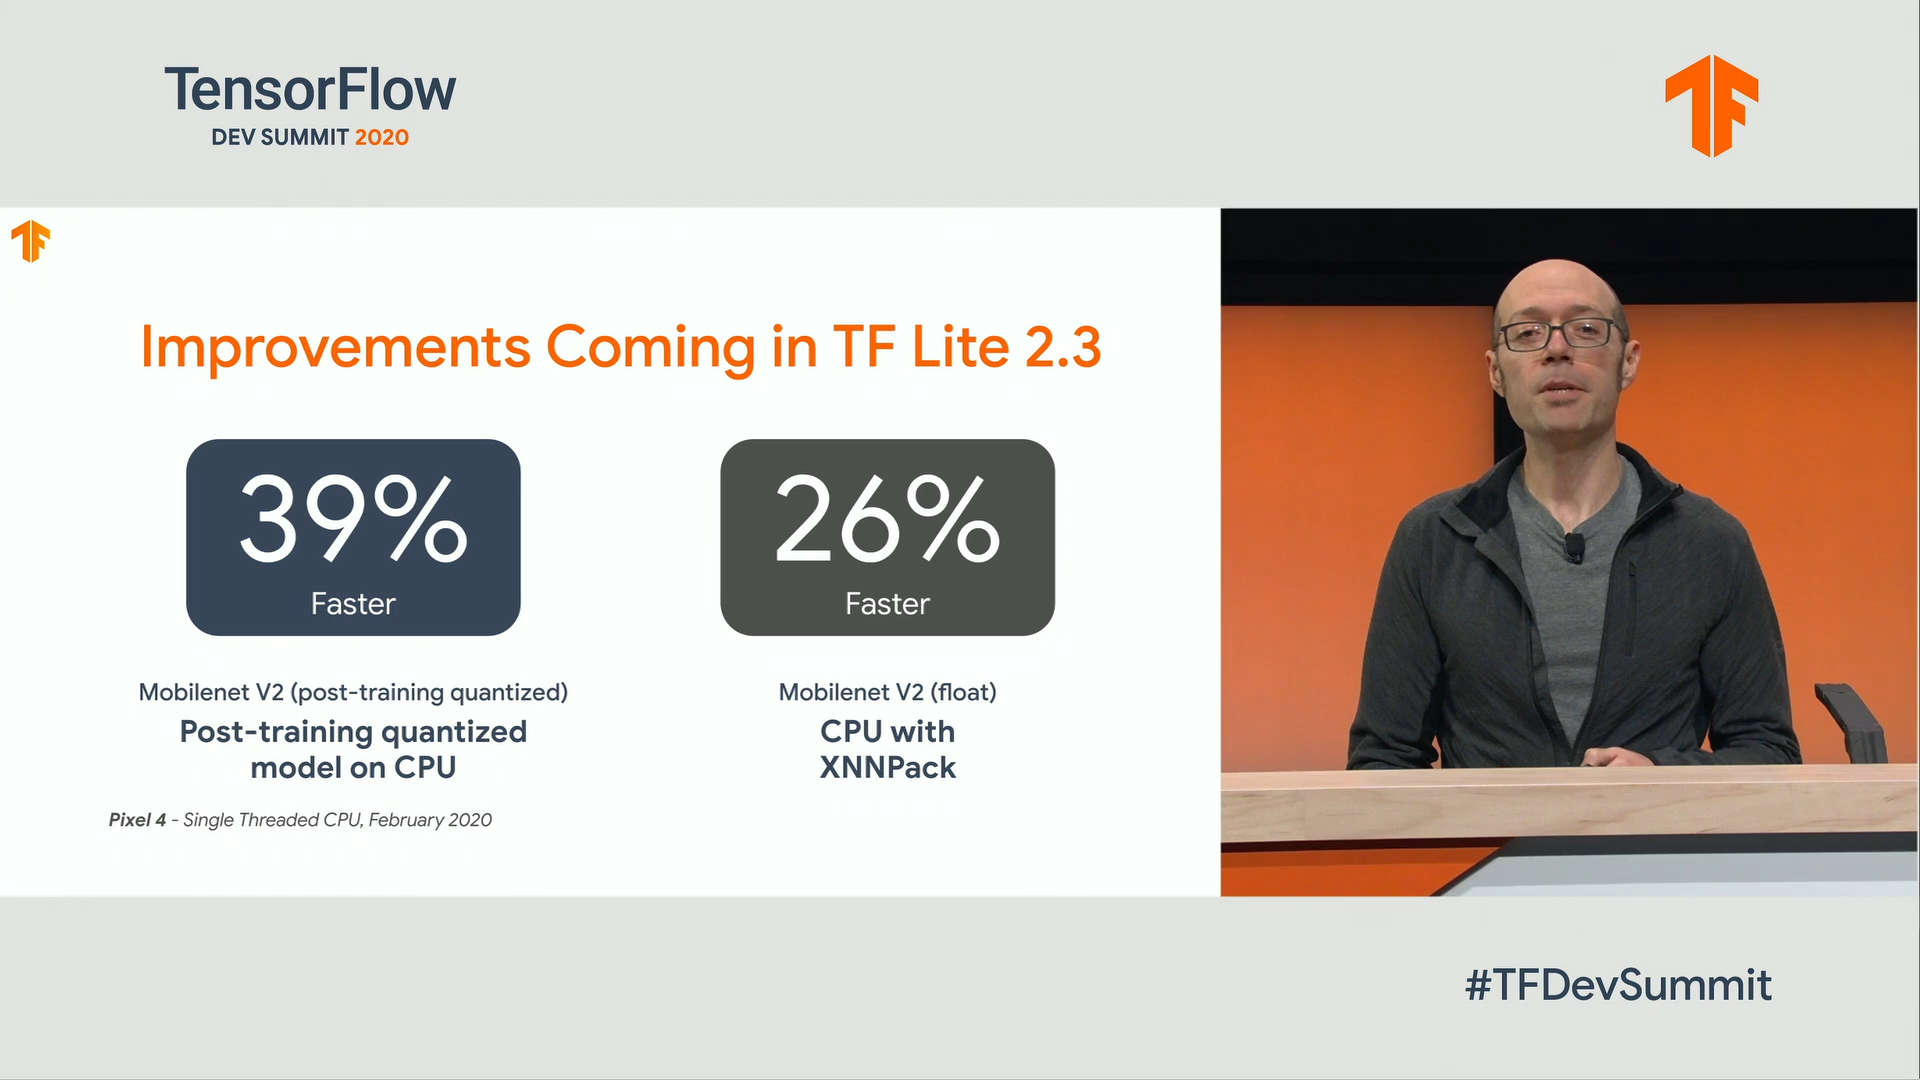 TensorFlow
DEV SUMMIT 2020
Improvements Coming in TF Lite 2.3
39%
Faster
Mobilenet V2 (post-training quantized)
Post-training quantized
model on CPU
26%
Faster
Mobilenet V2 (float)
CPU with
XNNPack
Pixel 4 - Single Threaded CPU, February 2020
#TFDevSummit